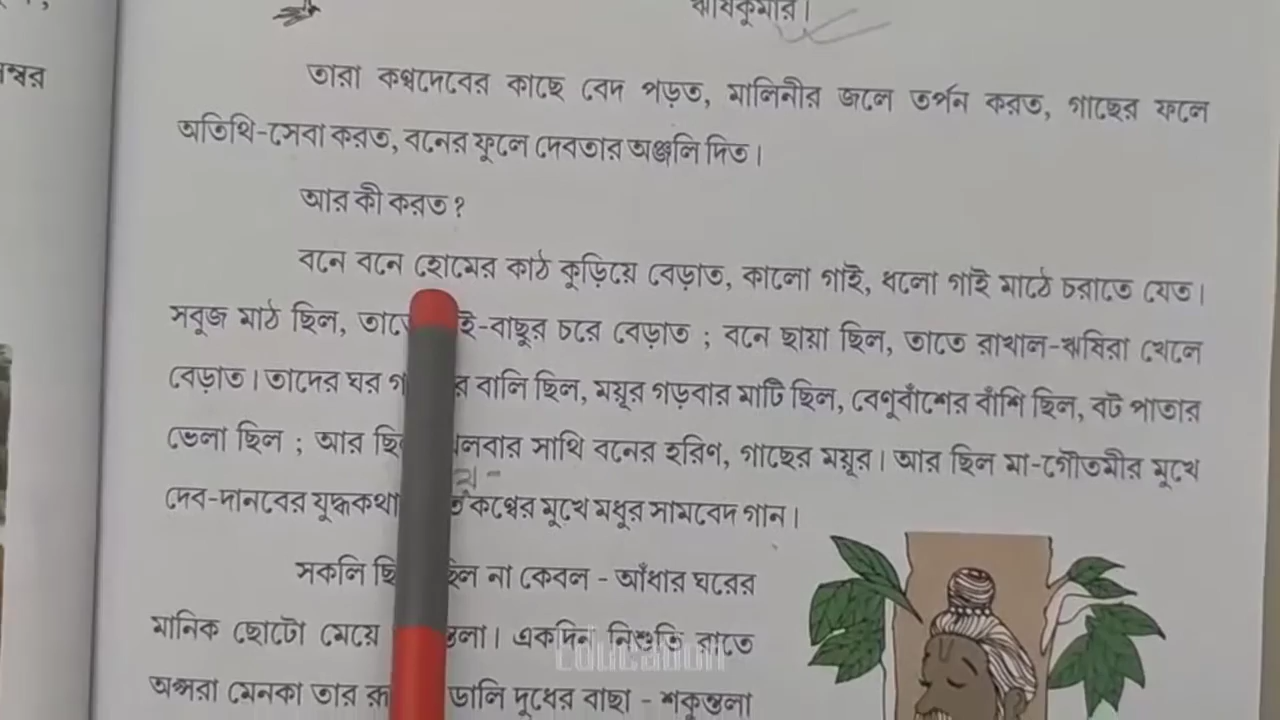 ঋষিকুমার।
ম্বর
তারা কণ্বদেবের কাছে বেদ পড়ত, মালিনীর জলে তর্পন করত, গাছের ফলে
অতিথি-সেবা করত, বনের ফুলে দেবতার অঞ্জলি দিত।
আর কী করত?
বনে বনে হোমের কাঠ কুড়িয়ে বেড়াত, কালো গাই, ধলো গাই মাঠে চরাতে যেত।
সবুজ মাঠ ছিল, ই-বাছুর চরে বেড়াত ; বনে ছায়া ছিল, তাতে রাখাল-ঋষিরা খেলে
বেড়াত। তাদের ঘর বালি ছিল, ময়ূর গড়বার মাটি ছিল, বেণুবাঁশের বাঁশি ছিল, বট পাতার
ভেলা ছিল ; আর লবার সাথি বনের হরিণ, গাছের ময়ূর। আর ছিল মা-গৌতমীর মুখে
দেব-দানবের যুদ্ধকথা কণ্বের মুখে মধুর সামবেদ গান।
সকলি না কেবল - আঁধার ঘরের
মানিক ছোটো মেয়ে একদিন নিশুতি রাতে
অপ্সরা মেনকা তার ডালি দুধের বাছা - শকুন্তলা
Education